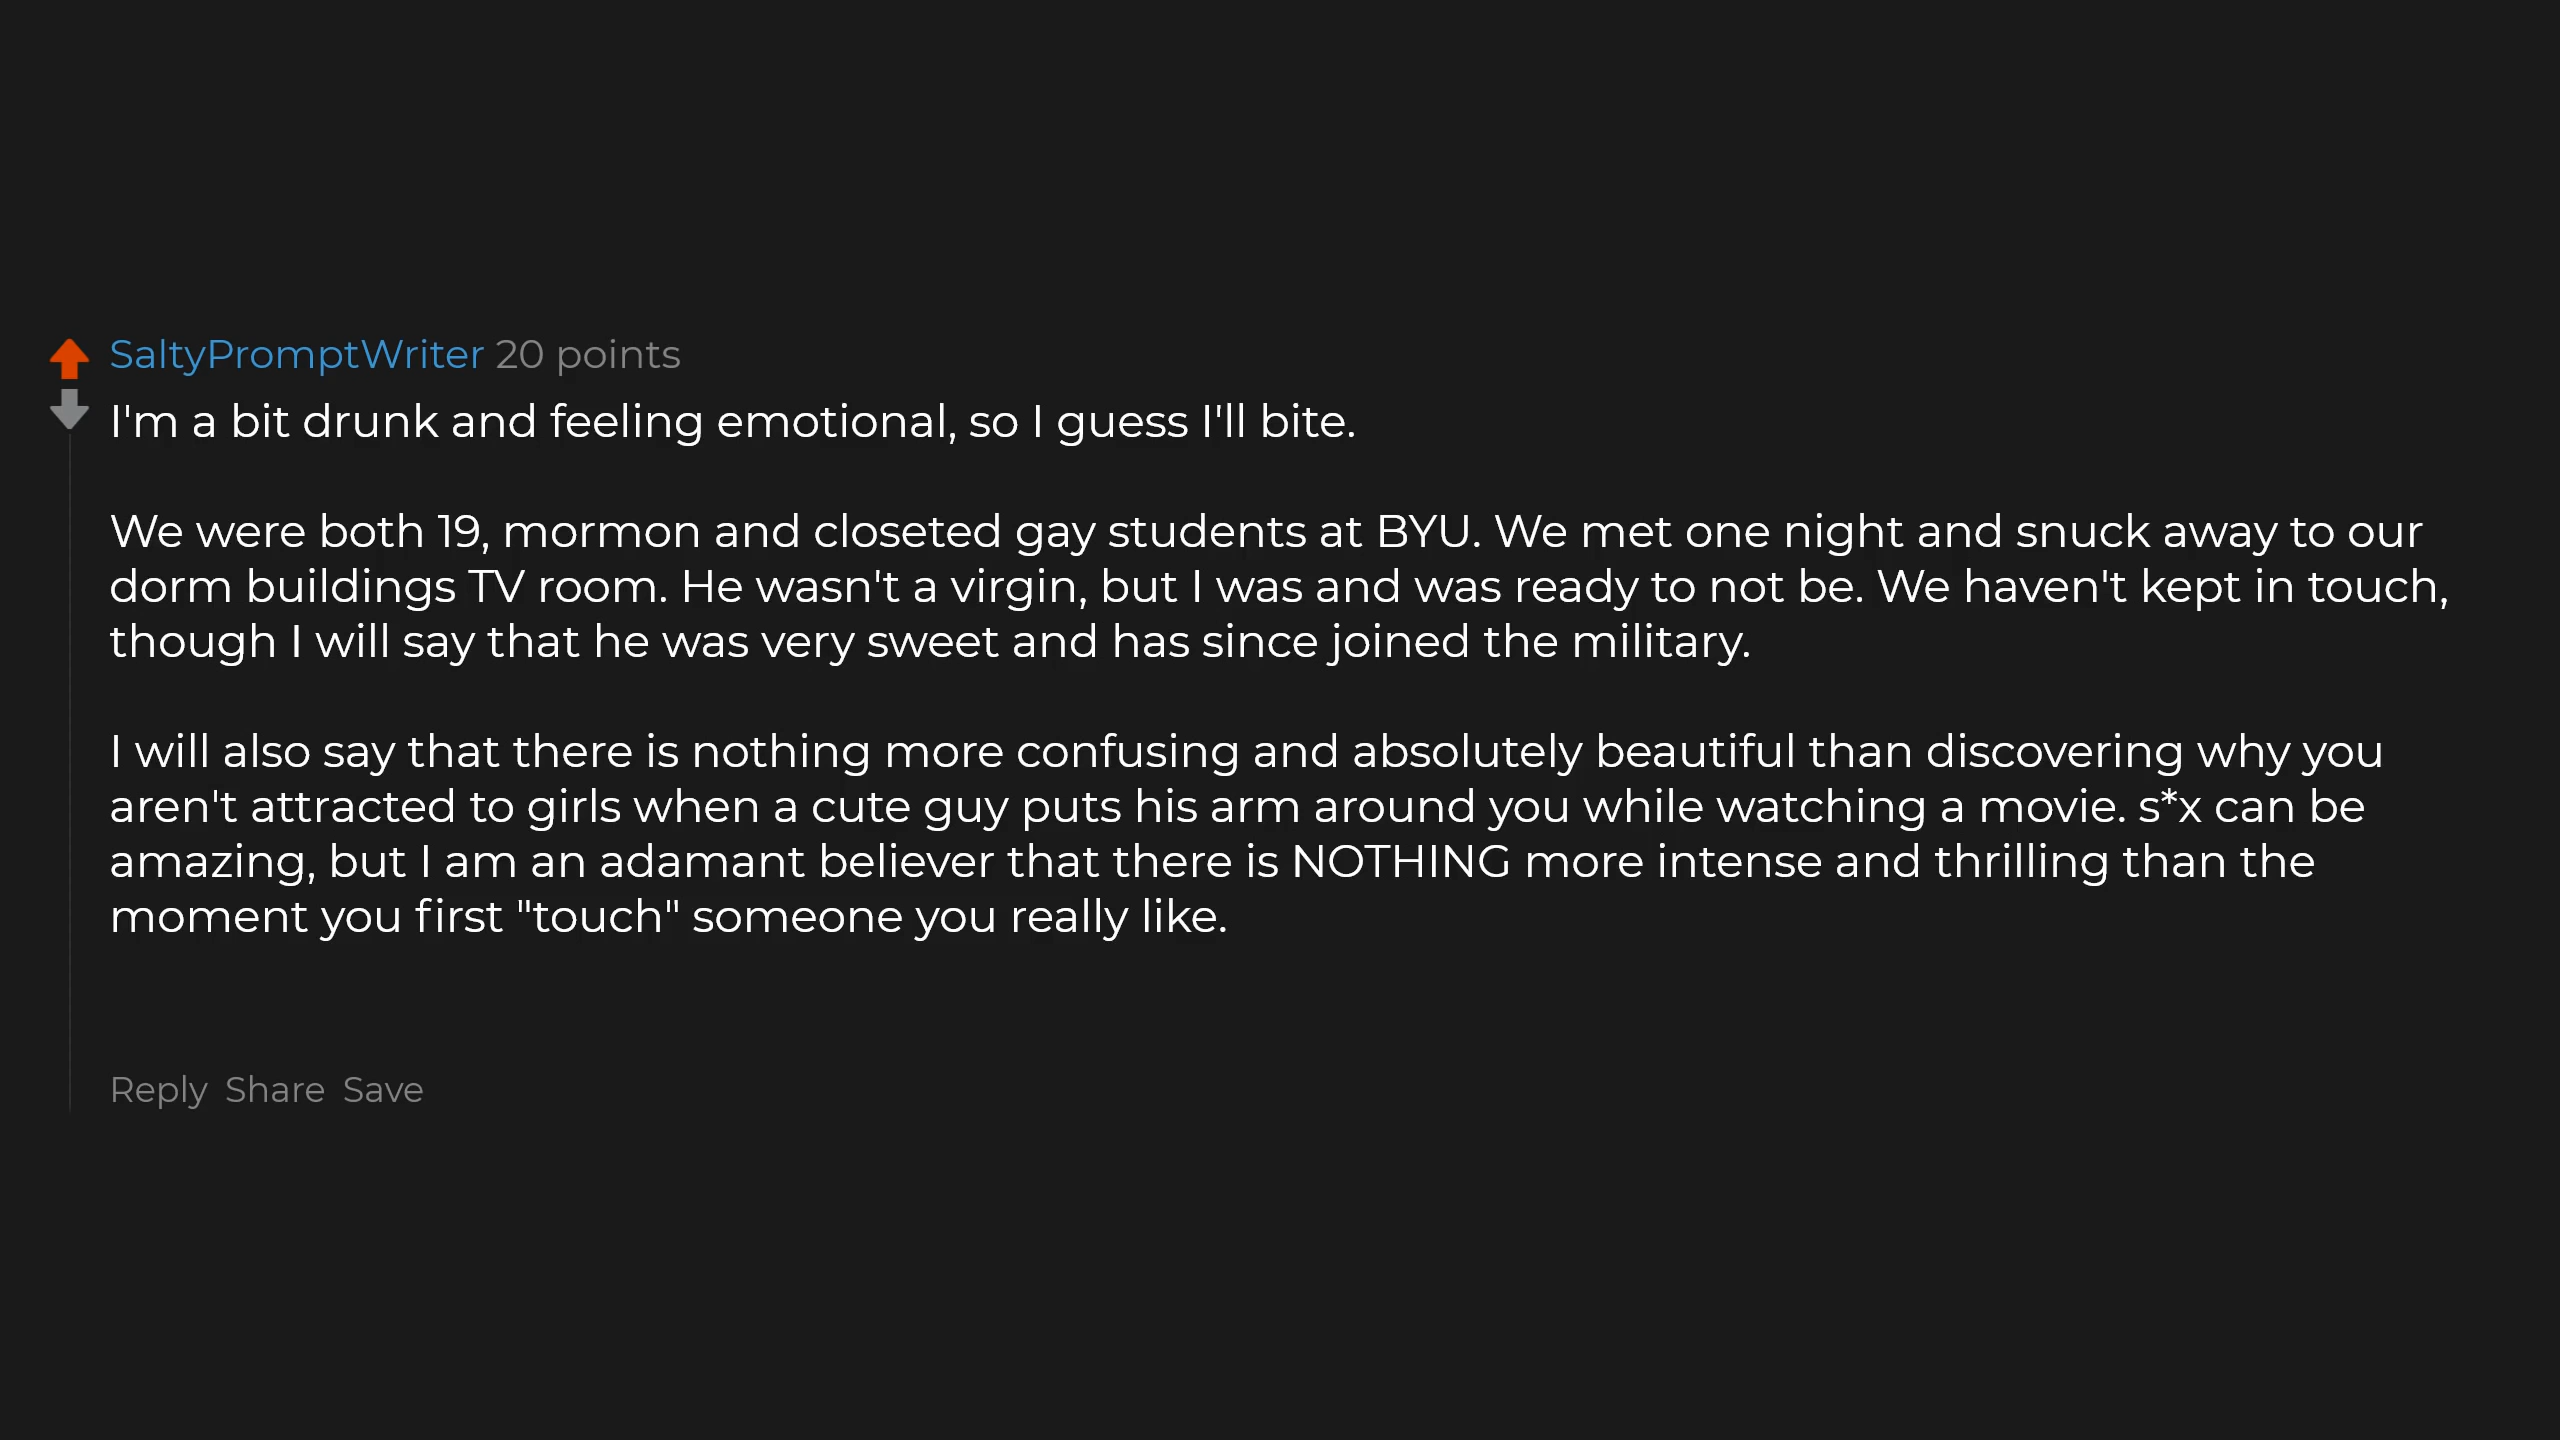 SaltyPromptWriter 20 points
I'm a bit drunk and feeling emotional, so I guess I'll bite.
We were both 19, mormon and closeted gay students at BYU. We met one night and snuck away to our
dorm buildings TV room. He wasn't a virgin, but I was and was ready to not be. We haven't kept in touch,
though I will say that he was very sweet and has since joined the military.
I will also say that there is nothing more confusing and absolutely beautiful than discovering why you
aren't attracted to girls when a cute guy puts his arm around you while watching a movie. s*x can be
amazing, but I am an adamant believer that there is NOTHING more intense and thrilling than the
moment you first "touch" someone you really like.
Reply Share Save